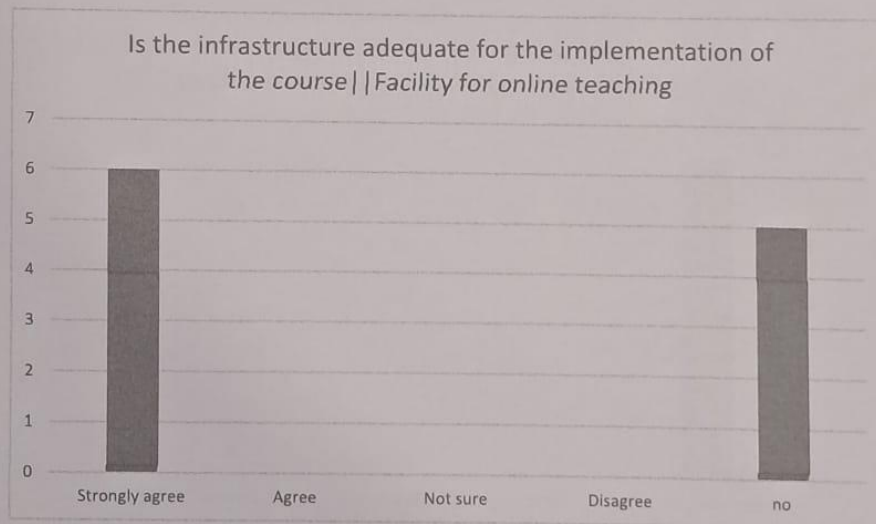 Is the infrastructure adequate for the implementation of
the course||Facility for online teaching
7
6
5
4
3
2
1
0
Strongly agree
Agree
Not sure
Disagree
no